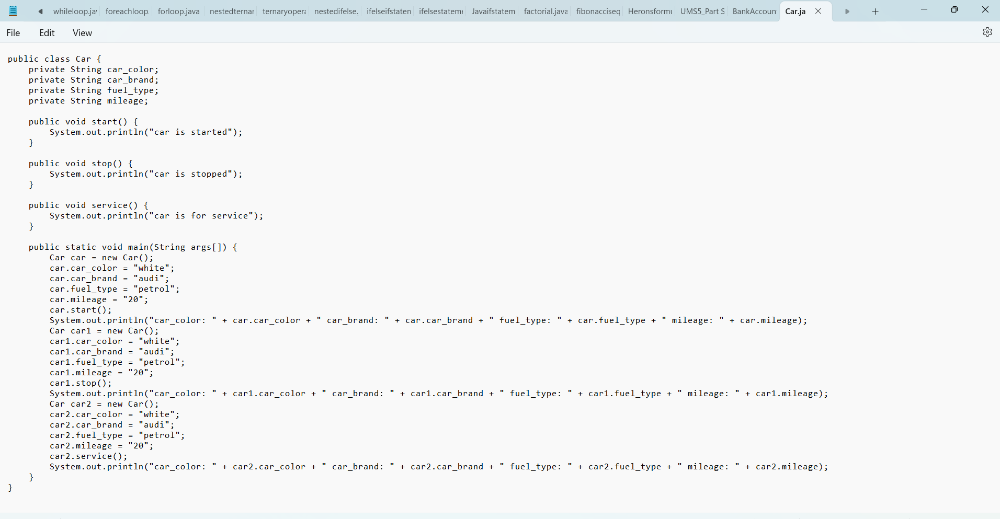 whileloop.ja foreachloop. forloop.java nestedternar ternaryopera nestedifelse. ifelseifstaten ifelsestateme Javaifstatem factorial.java fibonacciseq Heronsformu UMS5_Part S BankAccoun Car.ja
File Edit View
public class Car {
    private String car_color;
    private String car_brand;
    private String fuel_type;
    private String mileage;
    public void start() {
        System.out.println("car is started");
    }
    public void stop() {
        System.out.println("car is stopped");
    }
    public void service() {
        System.out.println("car is for service");
    }
    public static void main(String args[]) {
        Car car = new Car();
        car.car_color = "white";
        car.car_brand = "audi";
        car.fuel_type = "petrol";
        car.mileage = "20";
        car.start();
        System.out.println("car_color: " + car.car_color + " car_brand: " + car.car_brand + " fuel_type: " + car.fuel_type + " mileage: " + car.mileage);
        Car car1 = new Car();
        car1.car_color = "white";
        car1.car_brand = "audi";
        car1.fuel_type = "petrol";
        car1.mileage = "20";
        car1.stop();
        System.out.println("car_color: " + car1.car_color + " car_brand: " + car1.car_brand + " fuel_type: " + car1.fuel_type + " mileage: " + car1.mileage);
        Car car2 = new Car();
        car2.car_color = "white";
        car2.car_brand = "audi";
        car2.fuel_type = "petrol";
        car2.mileage = "20";
        car2.service();
        System.out.println("car_color: " + car2.car_color + " car_brand: " + car2.car_brand + " fuel_type: " + car2.fuel_type + " mileage: " + car2.mileage);
    }
}